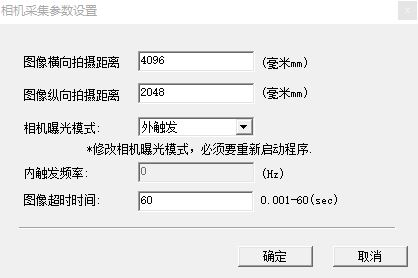 相机采集参数设置
x
图像横向拍摄距离 4096 (毫米mm)
图像纵向拍摄距离 2048 (毫米mm)
相机曝光模式: 外触发
*修改相机曝光模式，必须要重新启动程序.
内触发频率: 0 (Hz)
图像超时时间: 60 0.001-60(sec)
确定 取消